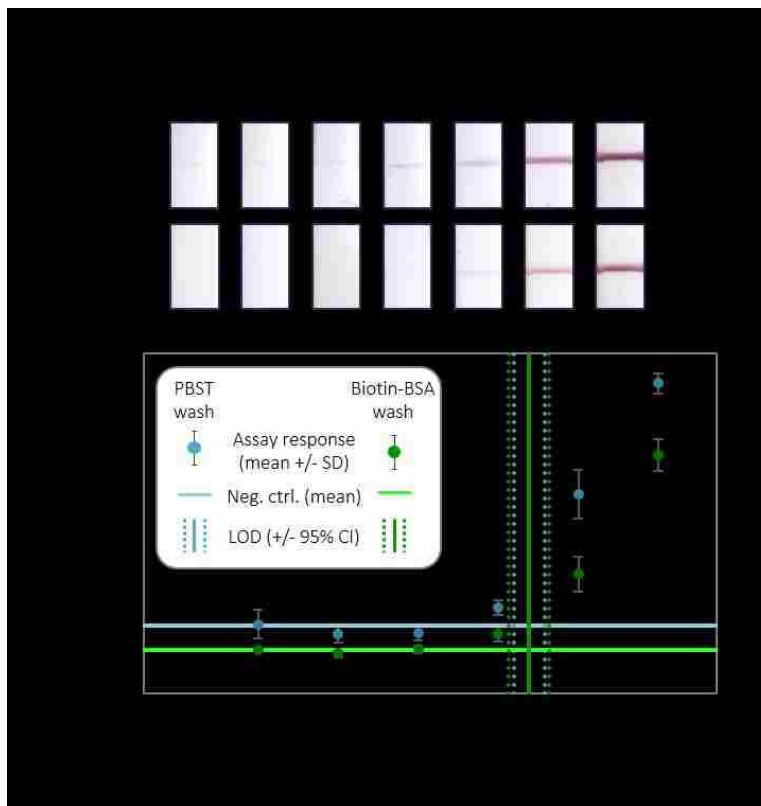 PBST Biotin-BSA
wash wash
Assay response
(mean +/- SD)
Neg. ctrl. (mean)
LOD (+/- 95% CI)